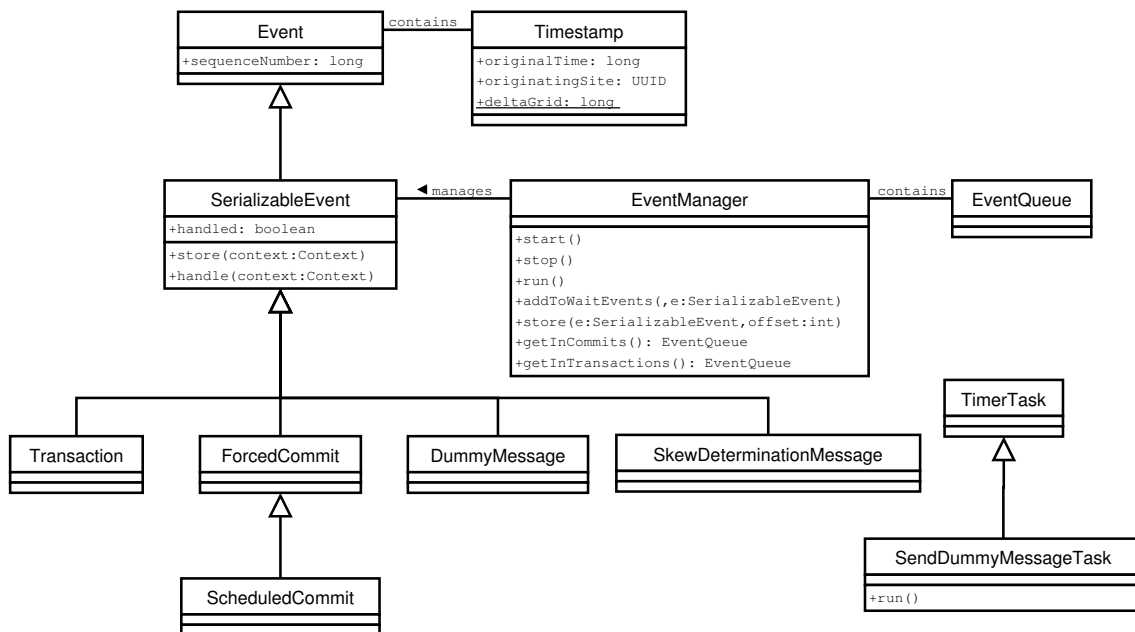 Event
+sequenceNumber: long
contains
Timestamp
+originalTime: long
+originatingSite: UUID
+deltaGrid: long
SerializableEvent
+handled: boolean
+store(context:Context)
+handle(context:Context)
manages
EventManager
+start()
+stop()
+run()
+addToWaitEvents(,e:SerializableEvent)
+store(e:SerializableEvent,offset:int)
+getInCommits(): EventQueue
+getInTransactions(): EventQueue
contains
EventQueue
Transaction
ForcedCommit
DummyMessage
SkewDeterminationMessage
TimerTask
ScheduledCommit
SendDummyMessageTask
+run()